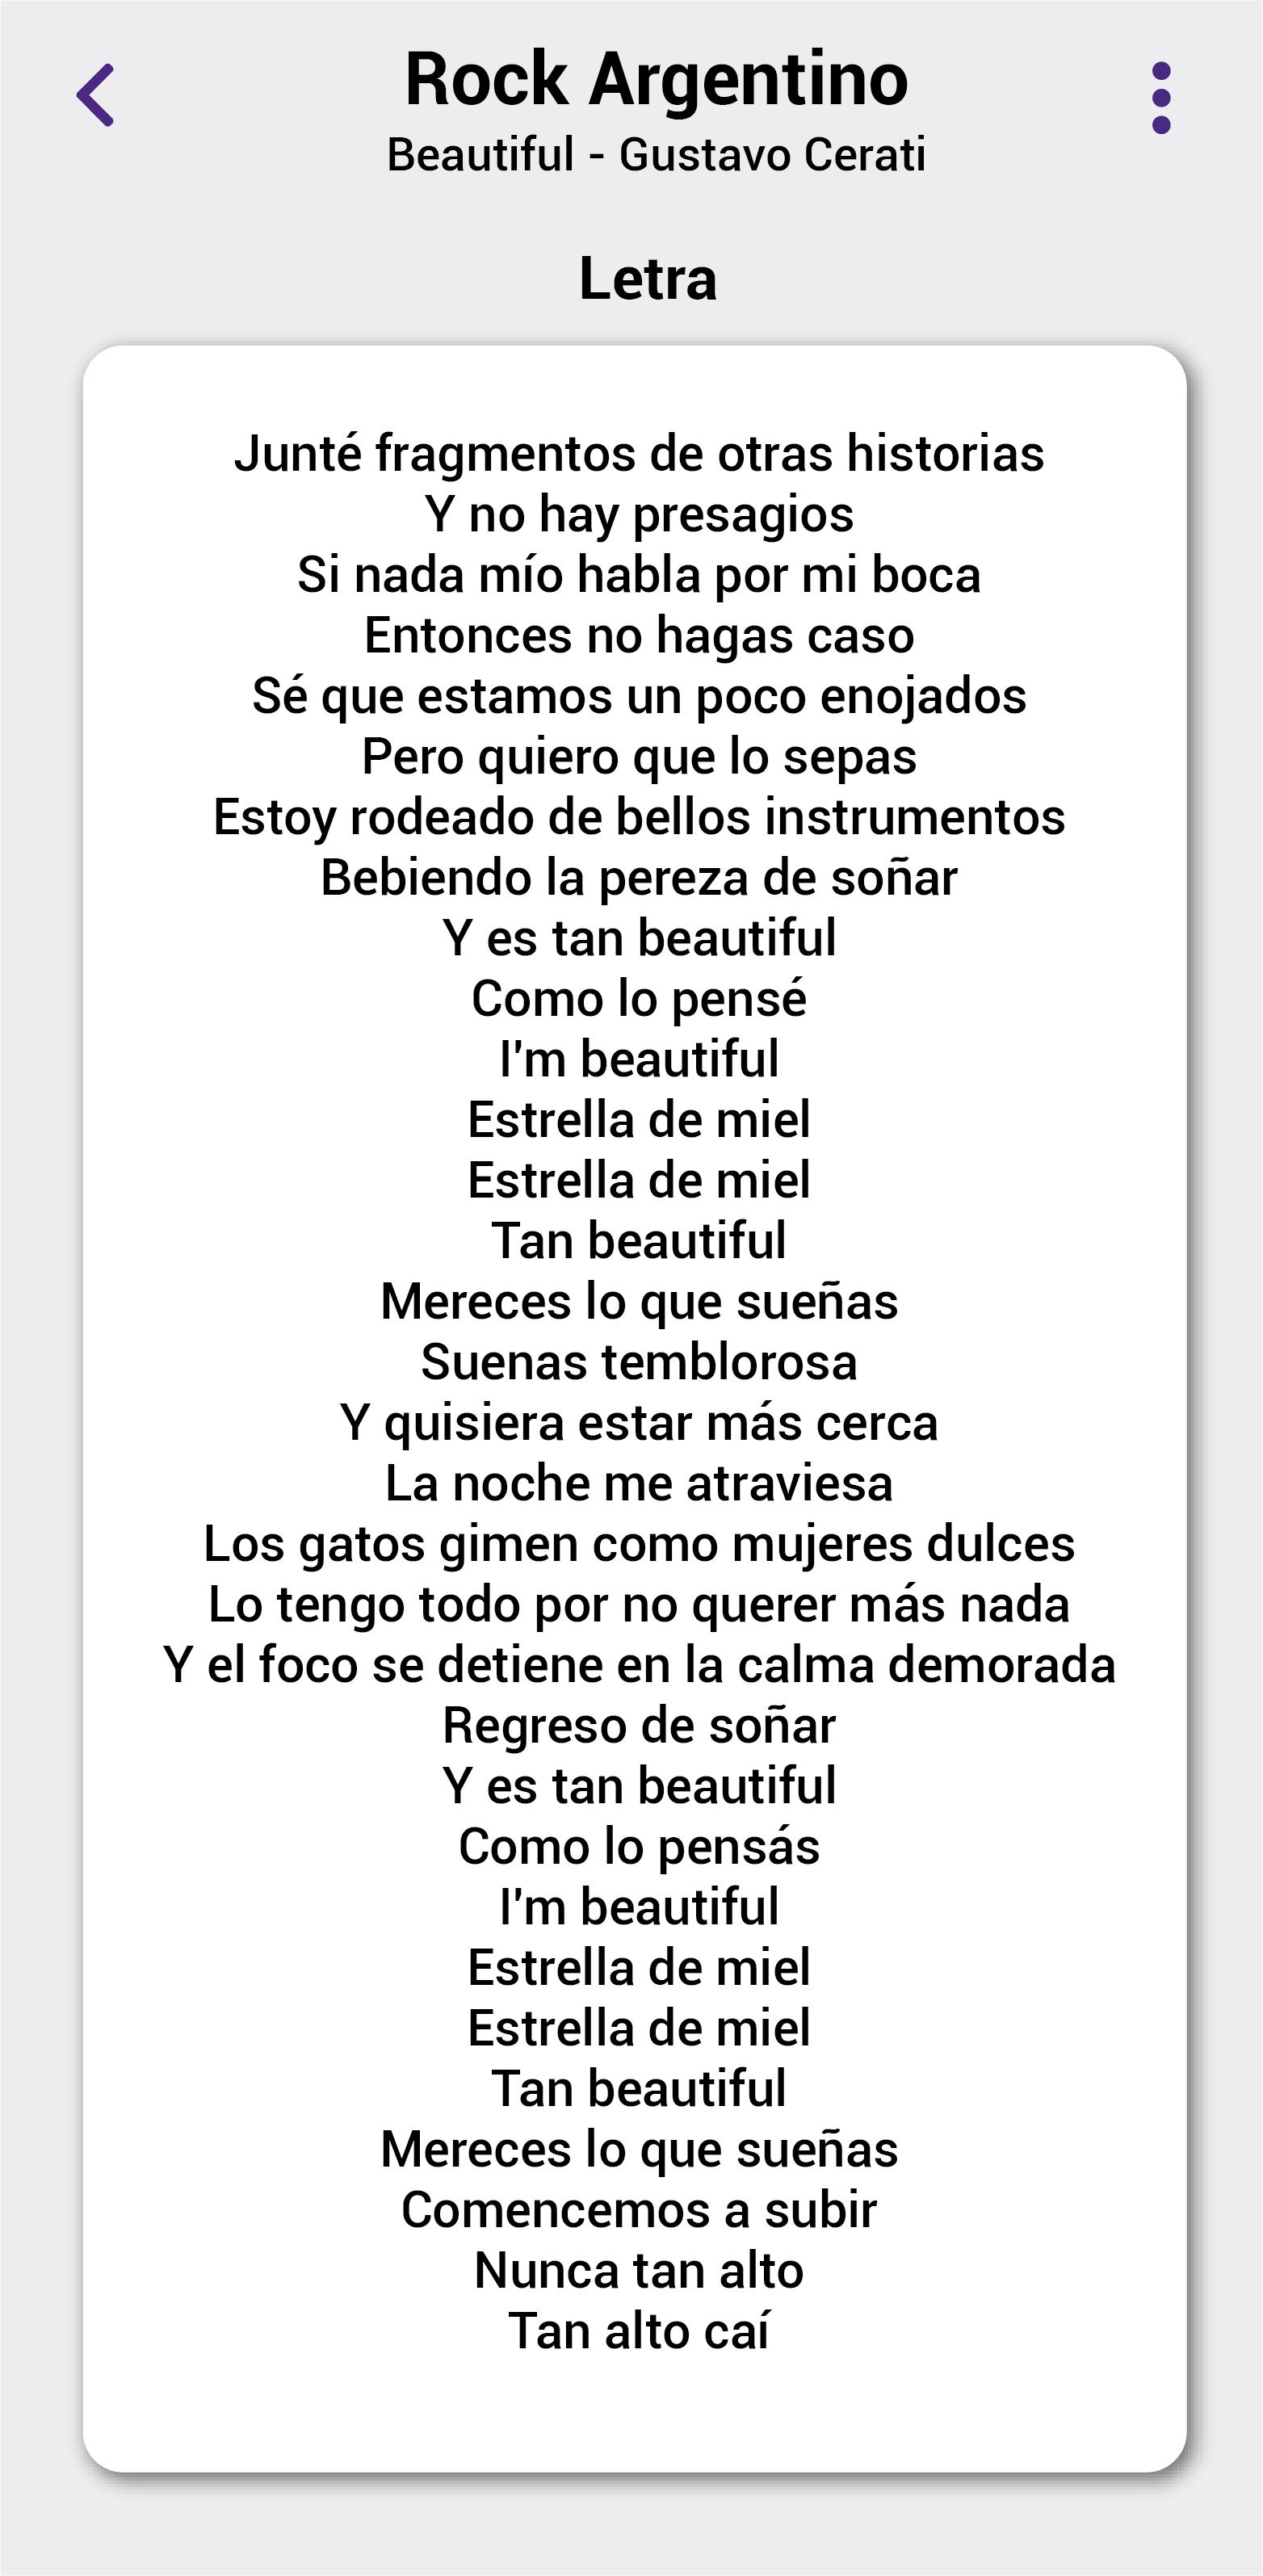 Rock Argentino
Beautiful - Gustavo Cerati
Letra
Junté fragmentos de otras historias
Y no hay presagios
Si nada mío habla por mi boca
Entonces no hagas caso
Sé que estamos un poco enojados
Pero quiero que lo sepas
Estoy rodeado de bellos instrumentos
Bebiendo la pereza de soñar
Y es tan beautiful
Como lo pensé
I'm beautiful
Estrella de miel
Estrella de miel
Tan beautiful
Mereces lo que sueñas
Suenas temblorosa
Y quisiera estar más cerca
La noche me atraviesa
Los gatos gimen como mujeres dulces
Lo tengo todo por no querer más nada
Y el foco se detiene en la calma demorada
Regreso de soñar
Y es tan beautiful
Como lo pensás
I'm beautiful
Estrella de miel
Estrella de miel
Tan beautiful
Mereces lo que sueñas
Comencemos a subir
Nunca tan alto
Tan alto caí